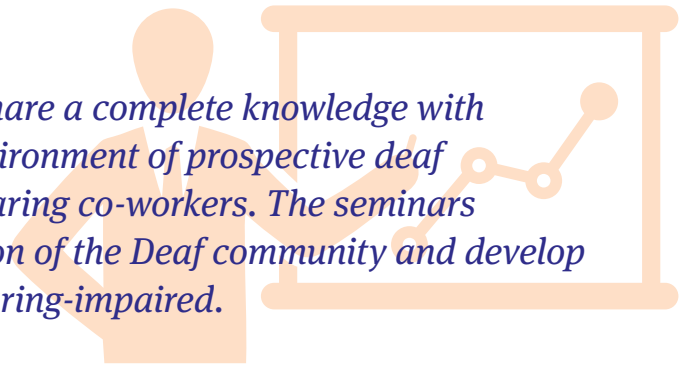 are a complete knowledge with
ironment of prospective deaf
aring co-workers. The seminars
on of the Deaf community and develop
ring-impaired.